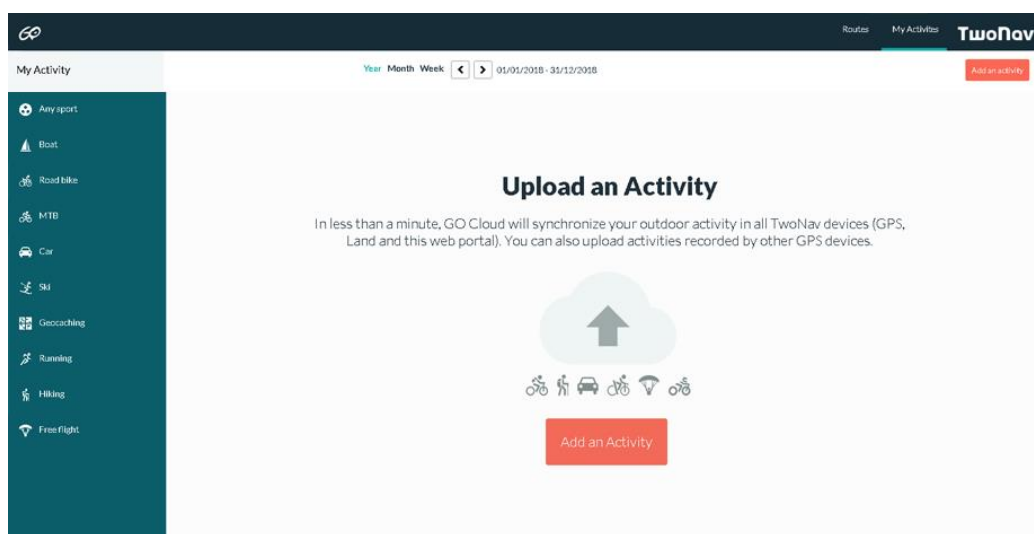 GO
Routes
My Activites
TwoNav
My Activity
Year Month Week
01/01/2018 - 31/12/2018
Add an activity
Any sport
Boat
Road bike
MTB
Car
Ski
Geocaching
Running
Hiking
Free flight
Upload an Activity
In less than a minute, GO Cloud will synchronize your outdoor activity in all TwoNav devices (GPS,
Land and this web portal). You can also upload activities recorded by other GPS devices.
Add an Activity